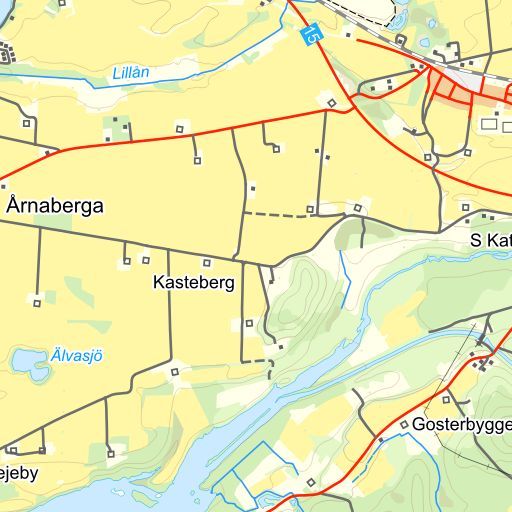 15
Lillån
Årnaberga
S Kat
Kasteberg
Älvasjö
Gosterbygge
ejeby